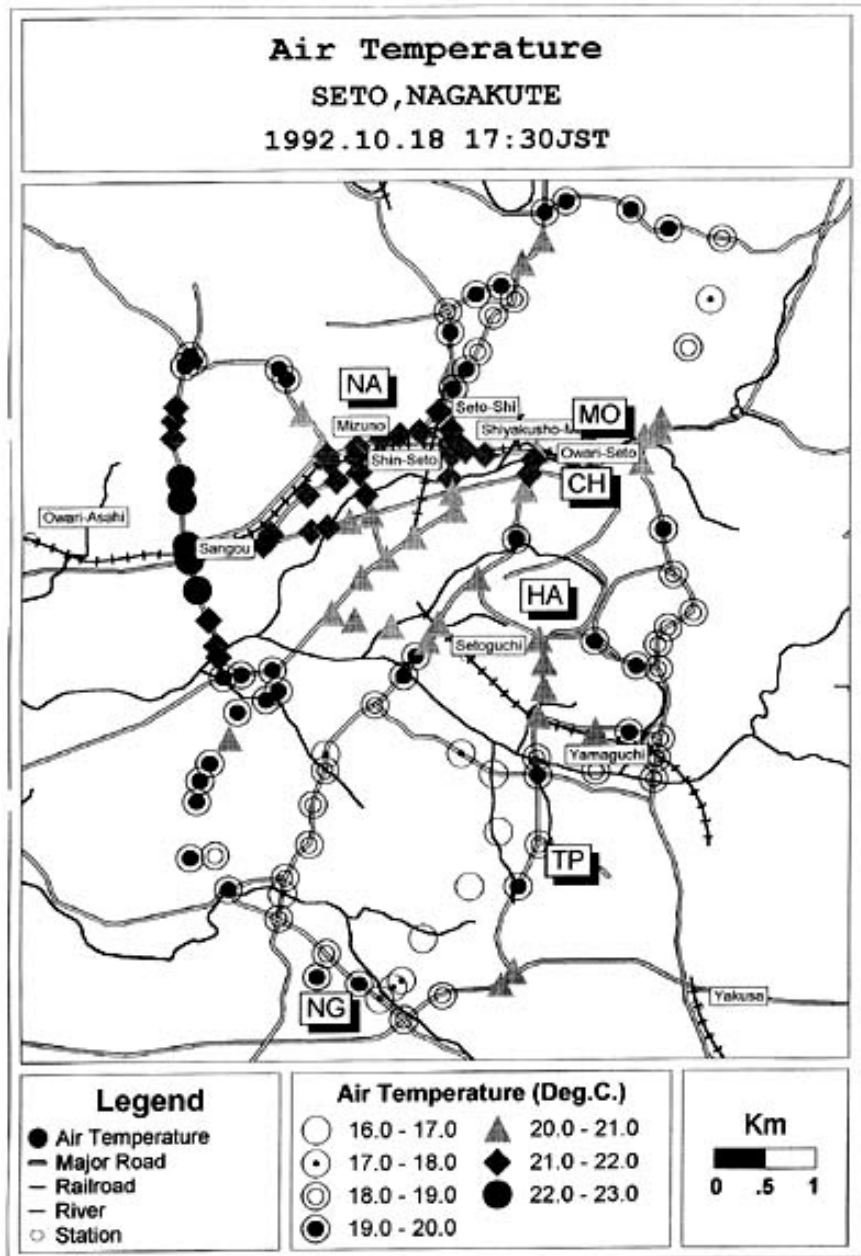 Air Temperature
SETO,NAGAKUTE
1992.10.18 17:30JST
NA
Seto-Shi
MO
Mizuno
Shiyakusho-
Shin-Seto
Owari-Seto
CH
Owari-Asahi
Sangou
HA
Setoguchi
Yamaguchi
TP
NG
Yakusa
Legend
Air Temperature
Major Road
Railroad
River
Station
Air Temperature (Deg.C.)
16.0 - 17.0
17.0 - 18.0
18.0 - 19.0
19.0 - 20.0
20.0 - 21.0
21.0 - 22.0
22.0 - 23.0
Km
0 .5 1